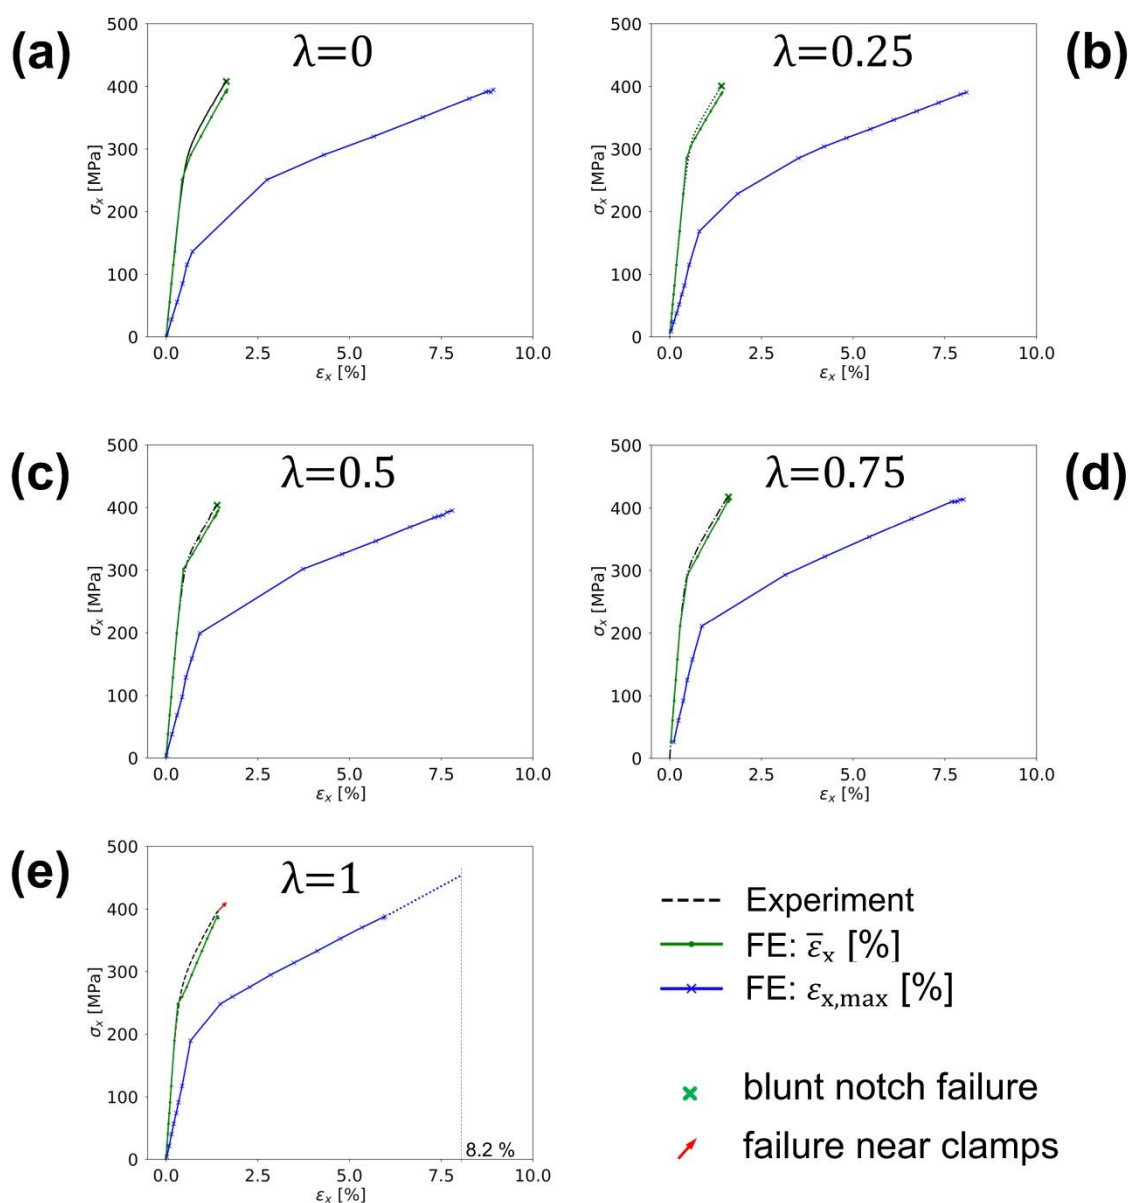 (a)
λ=0
500
400
300
200
100
0
σx [MPa]
0.0 2.5 5.0 7.5 10.0
εx [%]
(b)
λ=0.25
500
400
300
200
100
0
σx [MPa]
0.0 2.5 5.0 7.5 10.0
εx [%]
(c)
λ=0.5
500
400
300
200
100
0
σx [MPa]
0.0 2.5 5.0 7.5 10.0
εx [%]
(d)
λ=0.75
500
400
300
200
100
0
σx [MPa]
0.0 2.5 5.0 7.5 10.0
εx [%]
(e)
λ=1
500
400
300
200
100
0
σx [MPa]
8.2 %
0.0 2.5 5.0 7.5 10.0
εx [%]
Experiment
FE: ε̅x [%]
FE: εx,max [%]
blunt notch failure
failure near clamps